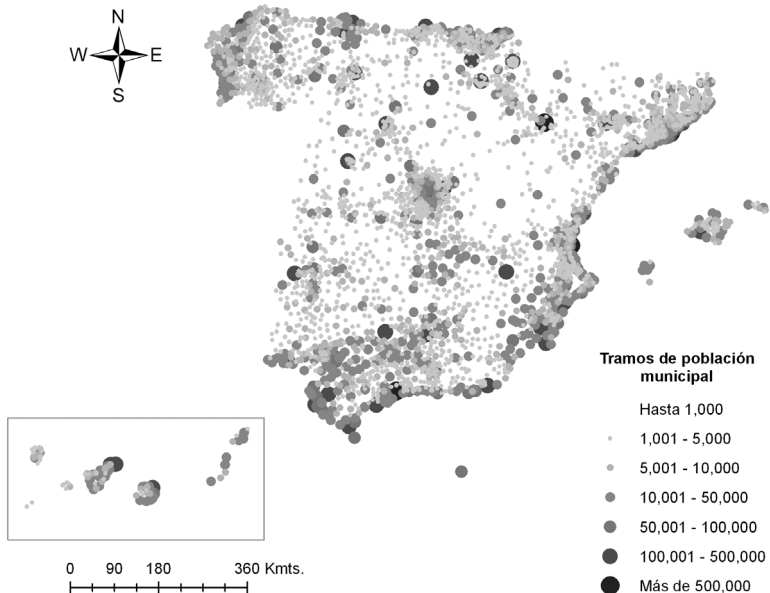 N
W E
S
Tramos de población
municipal
Hasta 1,000
1,001 - 5,000
5,001 - 10,000
10,001 - 50,000
50,001 - 100,000
100,001 - 500,000
Más de 500,000
0 90 180 360 Kmts.